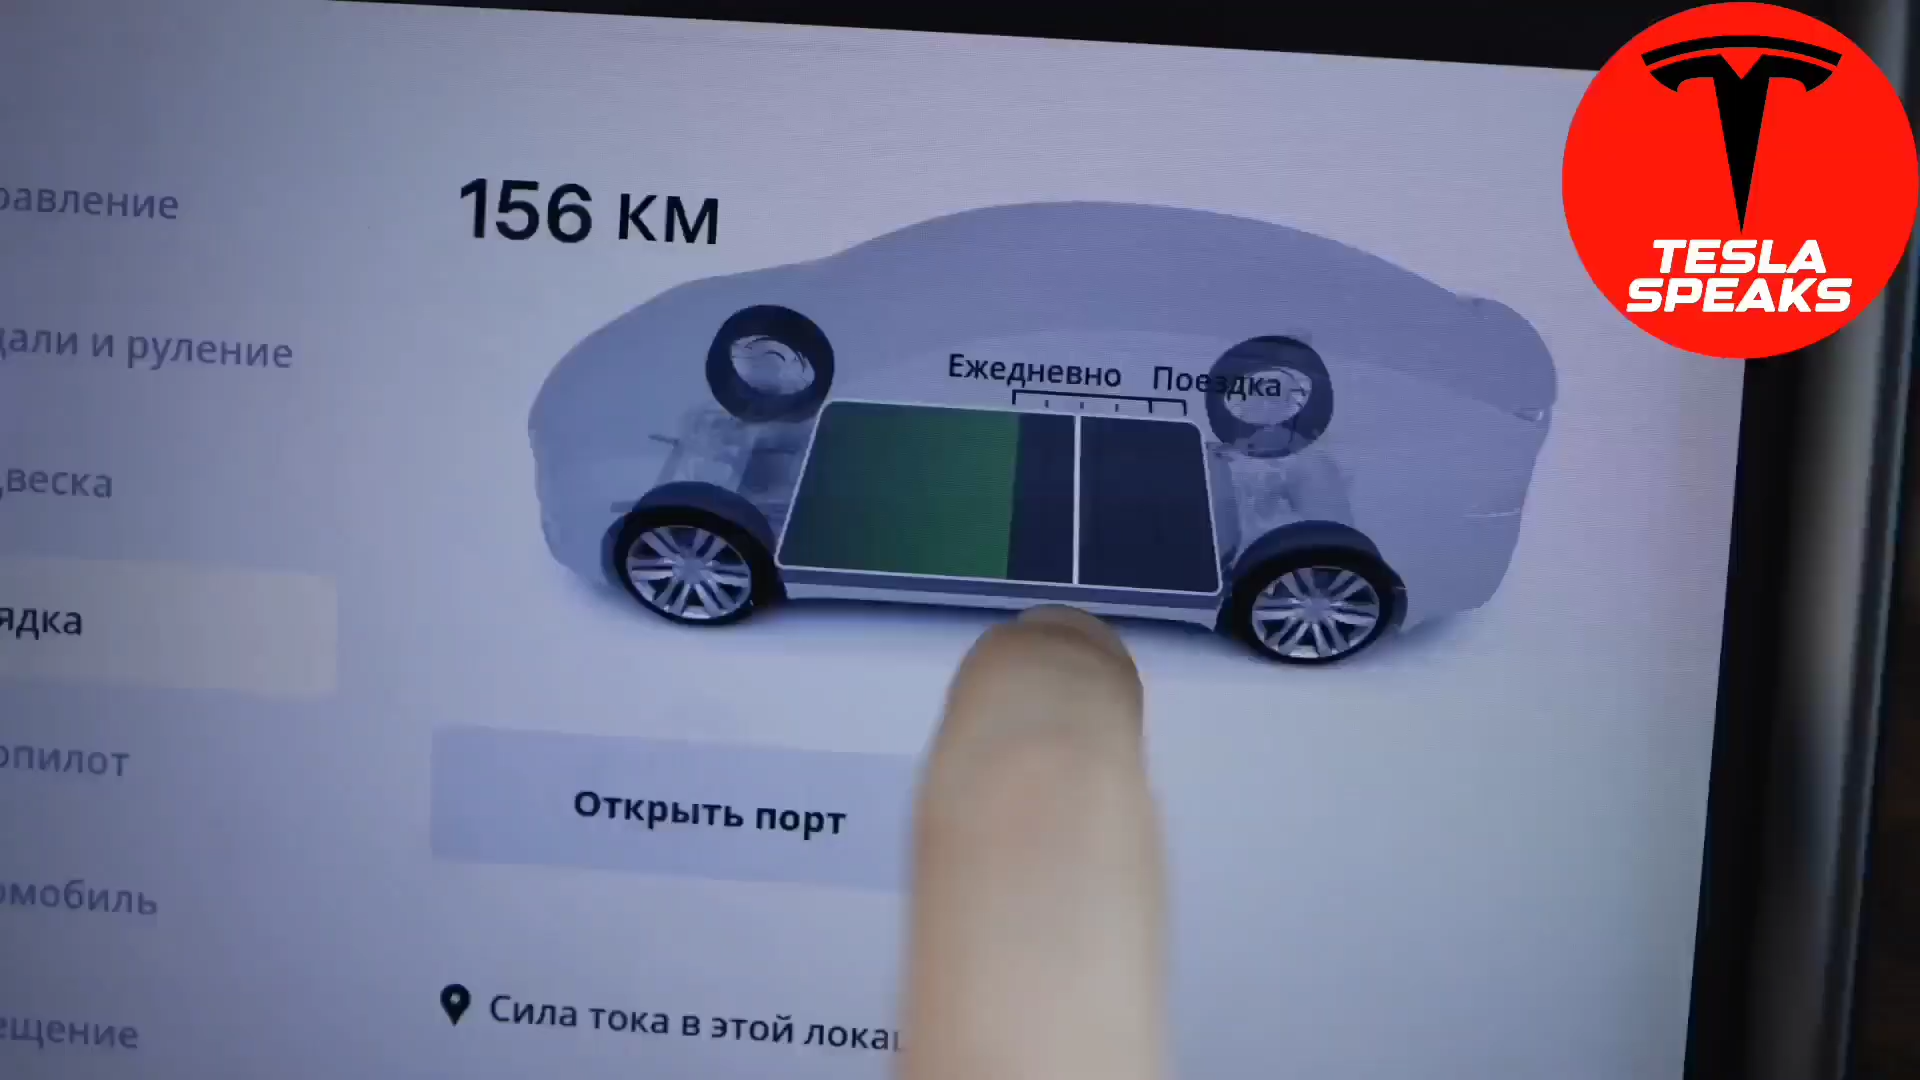 TESLA
SPEAKS
156 км
равление
дали и руление
Ежедневно Поездка
веска
ядка
Открыть порт
опилот
омобиль
Сила тока в этой лока
ещение